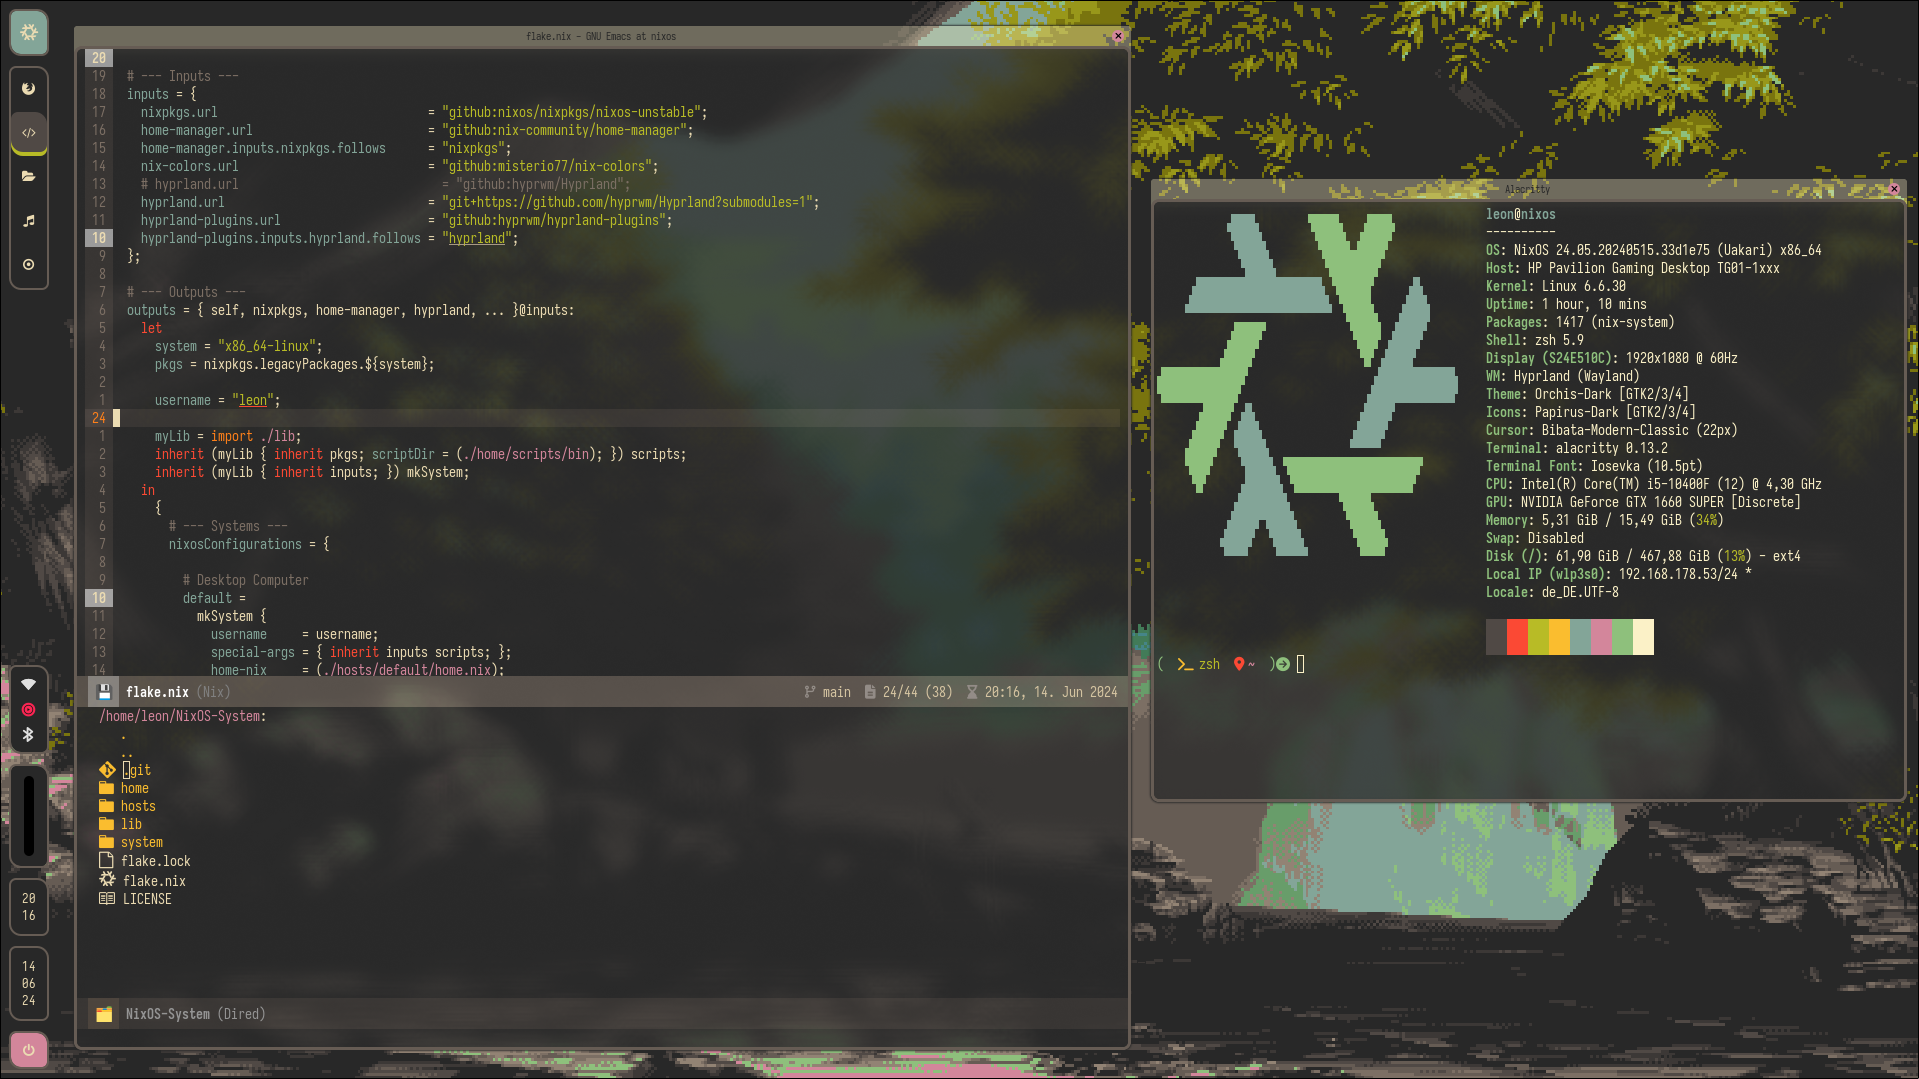 flake.nix - GNU Emacs at nixos
20
19 # --- Inputs ---
18 inputs = {
17 nixpkgs.url = "github:nixos/nixpkgs/nixos-unstable";
16 home-manager.url = "github:nix-community/home-manager";
15 home-manager.inputs.nixpkgs.follows = "nixpkgs";
14 nix-colors.url = "github:misterio77/nix-colors";
13 # hyprland.url = "github:hyprwm/Hyprland";
12 hyprland.url = "git+https://github.com/hyprwm/Hyprland?submodules=1";
11 hyprland-plugins.url = "github:hyprwm/hyprland-plugins";
10 hyprland-plugins.inputs.hyprland.follows = "hyprland";
9 };
8
7 # --- Outputs ---
6 outputs = { self, nixpkgs, home-manager, hyprland, ... }@inputs:
5 let
4 system = "x86_64-linux";
3 pkgs = nixpkgs.legacyPackages.${system};
2
1 username = "leon";
24
1 myLib = import ./lib;
2 inherit (myLib { inherit pkgs; scriptDir = (./home/scripts/bin); }) scripts;
3 inherit (myLib { inherit inputs; }) mkSystem;
4 in
5 {
6 # --- Systems ---
7 nixosConfigurations = {
8
9 # Desktop Computer
10 default =
11 mkSystem {
12 username = username;
13 special-args = { inherit inputs scripts; };
14 home-nix = (./hosts/default/home.nix);
flake.nix (Nix) main 24/44 (38) 20:16, 14. Jun 2024
/home/leon/NixOS-System:
.
..
.git
home
hosts
lib
system
flake.lock
flake.nix
LICENSE
NixOS-System (Dired)
20
16
14
06
24
Alacritty
leon@nixos
----------
OS: NixOS 24.05.20240515.33d1e75 (Uakari) x86_64
Host: HP Pavilion Gaming Desktop TG01-1xxx
Kernel: Linux 6.6.30
Uptime: 1 hour, 10 mins
Packages: 1417 (nix-system)
Shell: zsh 5.9
Display (S24E510C): 1920x1080 @ 60Hz
WM: Hyprland (Wayland)
Theme: Orchis-Dark [GTK2/3/4]
Icons: Papirus-Dark [GTK2/3/4]
Cursor: Bibata-Modern-Classic (22px)
Terminal: alacritty 0.13.2
Terminal Font: Iosevka (10.5pt)
CPU: Intel(R) Core(TM) i5-10400F (12) @ 4,30 GHz
GPU: NVIDIA GeForce GTX 1660 SUPER [Discrete]
Memory: 5,31 GiB / 15,49 GiB (34%)
Swap: Disabled
Disk (/): 61,90 GiB / 467,88 GiB (13%) - ext4
Local IP (wlp3s0): 192.168.178.53/24 *
Locale: de_DE.UTF-8
( zsh ~ )